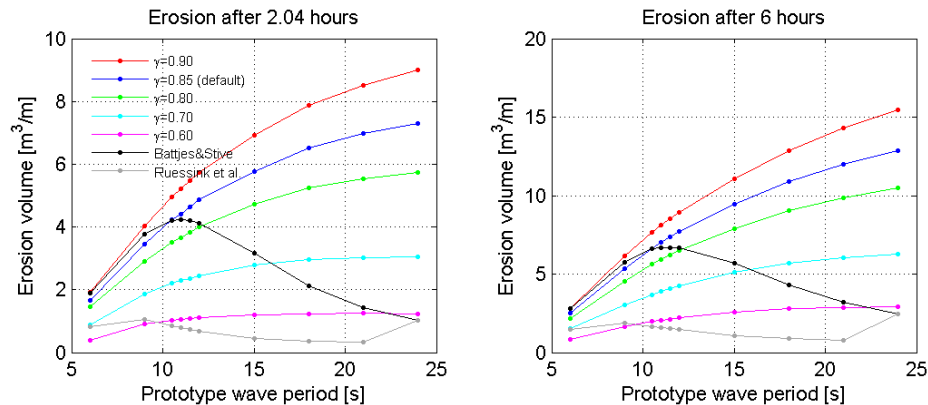 Erosion after 2.04 hours
Erosion volume [m³/m]
10
8
6
4
2
0
γ=0.90
γ=0.85 (default)
γ=0.80
γ=0.70
γ=0.60
Battjes&Stive
Ruessink et al
5
10
15
20
25
Prototype wave period [s]
Erosion after 6 hours
Erosion volume [m³/m]
20
15
10
5
0
5
10
15
20
25
Prototype wave period [s]